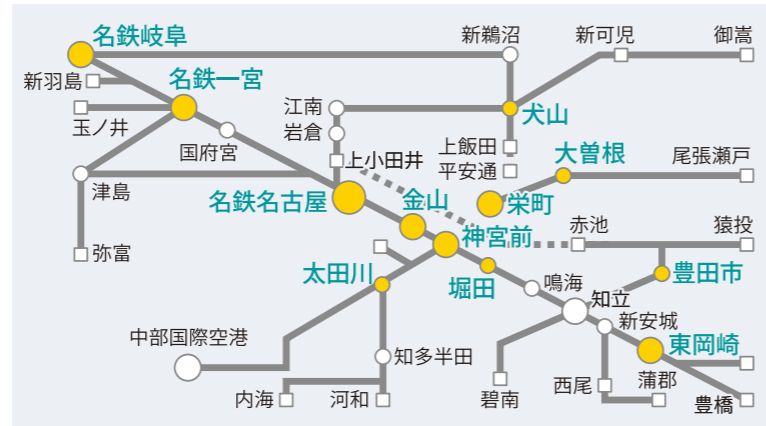 名鉄岐阜
新鵜沼
新可児
御嵩
新羽島
名鉄一宮
江南
犬山
玉ノ井
岩倉
国府宮
上小田井
上飯田
平安通
大曽根
尾張瀬戸
津島
名鉄名古屋
金山
栄町
神宮前
赤池
猿投
弥富
太田川
堀田
鳴海
豊田市
知立
中部国際空港
新安城
東岡崎
知多半田
内海
河和
碧南
西尾
蒲郡
豊橋